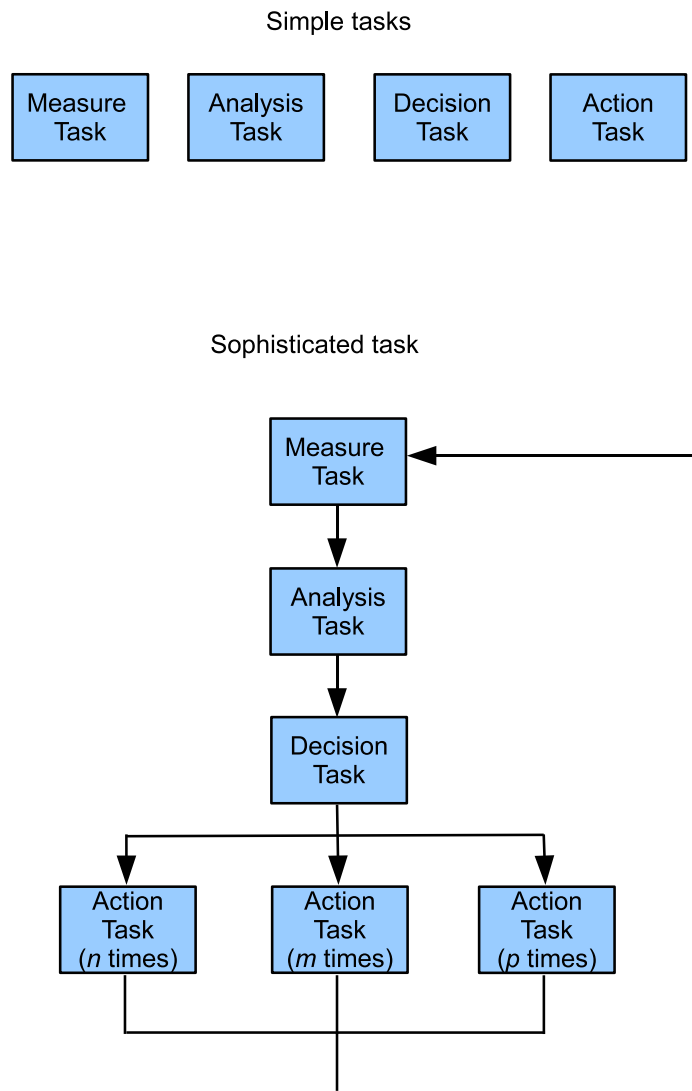 Simple tasks
Measure
Task
Analysis
Task
Decision
Task
Action
Task
Sophisticated task
Measure
Task
Analysis
Task
Decision
Task
Action
Task
(n times)
Action
Task
(m times)
Action
Task
(p times)